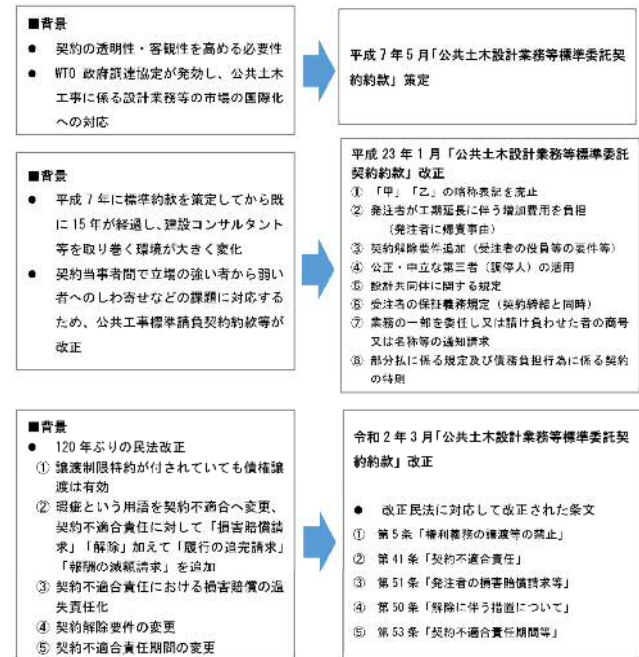 ■背景
● 契約の透明性・客観性を高める必要性
● WTO 政府調達協定が発効し、公共土木
工事に係る設計業務等の市場の国際化
への対応
平成 7 年 5 月「公共土木設計業務等標準委託契
約約款」策定
■背景
● 平成 7 年に標準約款を策定してから既
に 15 年が経過し、建設コンサルタント
等を取り巻く環境が大きく変化
● 契約当事者間で立場の強い者から弱い
者へのしわ寄せなどの課題に対応する
ため、公共工事標準請負契約約款等が
改正
平成 23 年 1 月「公共土木設計業務等標準委託
契約約款」改正
① 「甲」「乙」の略称表記を廃止
② 発注者が工期延長に伴う増加費用を負担
（発注者に帰責事由）
③ 契約解除要件追加（受注者の役員等の要件等）
④ 公正・中立な第三者（調停人）の活用
⑤ 設計共同体に関する規定
⑥ 受注者の保証義務規定（契約締結と同時）
⑦ 業務の一部を委任し又は請け負わせた者の商号
又は名称等の通知請求
⑧ 部分払に係る規定及び債務負担行為に係る契約
の特則
■背景
● 120 年ぶりの民法改正
① 譲渡制限特約が付されていても債権譲
渡は有効
② 瑕疵という用語を契約不適合へ変更、
契約不適合責任に対して「損害賠償請
求」「解除」加えて「履行の追完請求」
「報酬の減額請求」を追加
③ 契約不適合責任における損害賠償の過
失責任化
④ 契約解除要件の変更
⑤ 契約不適合責任期間の変更
令和 2 年 3 月「公共土木設計業務等標準委託契
約約款」改正
● 改正民法に対応して改正された条文
① 第 5 条「権利義務の譲渡等の禁止」
② 第 41 条「契約不適合責任」
③ 第 51 条「発注者の損害賠償請求等」
④ 第 50 条「解除に伴う措置について」
⑤ 第 53 条「契約不適合責任期間等」